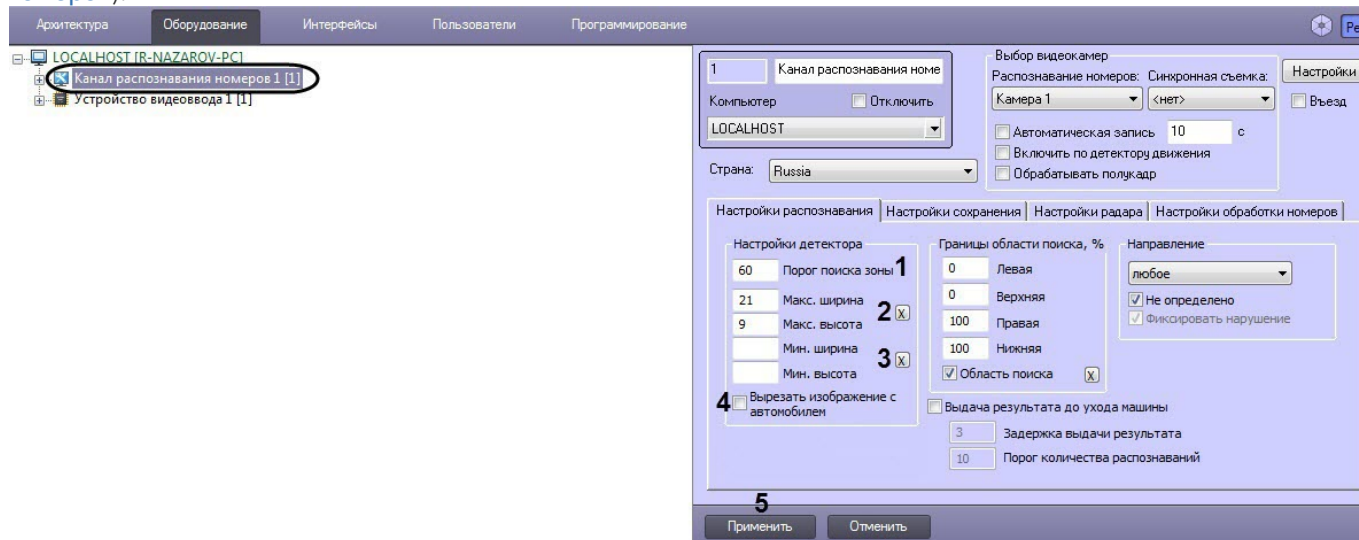 Архитектура Оборудование Интерфейсы Пользователи Программирование
LOCALHOST [R-NAZAROV-PC]
Канал распознавания номеров 1 [1]
Устройство видеоввода 1 [1]
1 Канал распознавания номе
Компьютер Отключить
LOCALHOST
Страна: Russia
Выбор видеокамер
Распознавание номеров: Синхронная съемка:
Камера 1 <нет>
Автоматическая запись 10 с
Включить по детектору движения
Обрабатывать полукадр
Настройки
Въезд
Настройки распознавания Настройки сохранения Настройки радара Настройки обработки номеров
Настройки детектора
60 Порог поиска зоны 1
21 Макс. ширина
2 X
9 Макс. высота
Мин. ширина
3 X
Мин. высота
4 Вырезать изображение с
автомобилем
Границы области поиска, %
0 Левая
0 Верхняя
100 Правая
100 Нижняя
Область поиска X
Направление
любое
Не определено
Фиксировать нарушение
Выдача результата до ухода машины
3 Задержка выдачи результата
10 Порог количества распознаваний
5
Применить Отменить